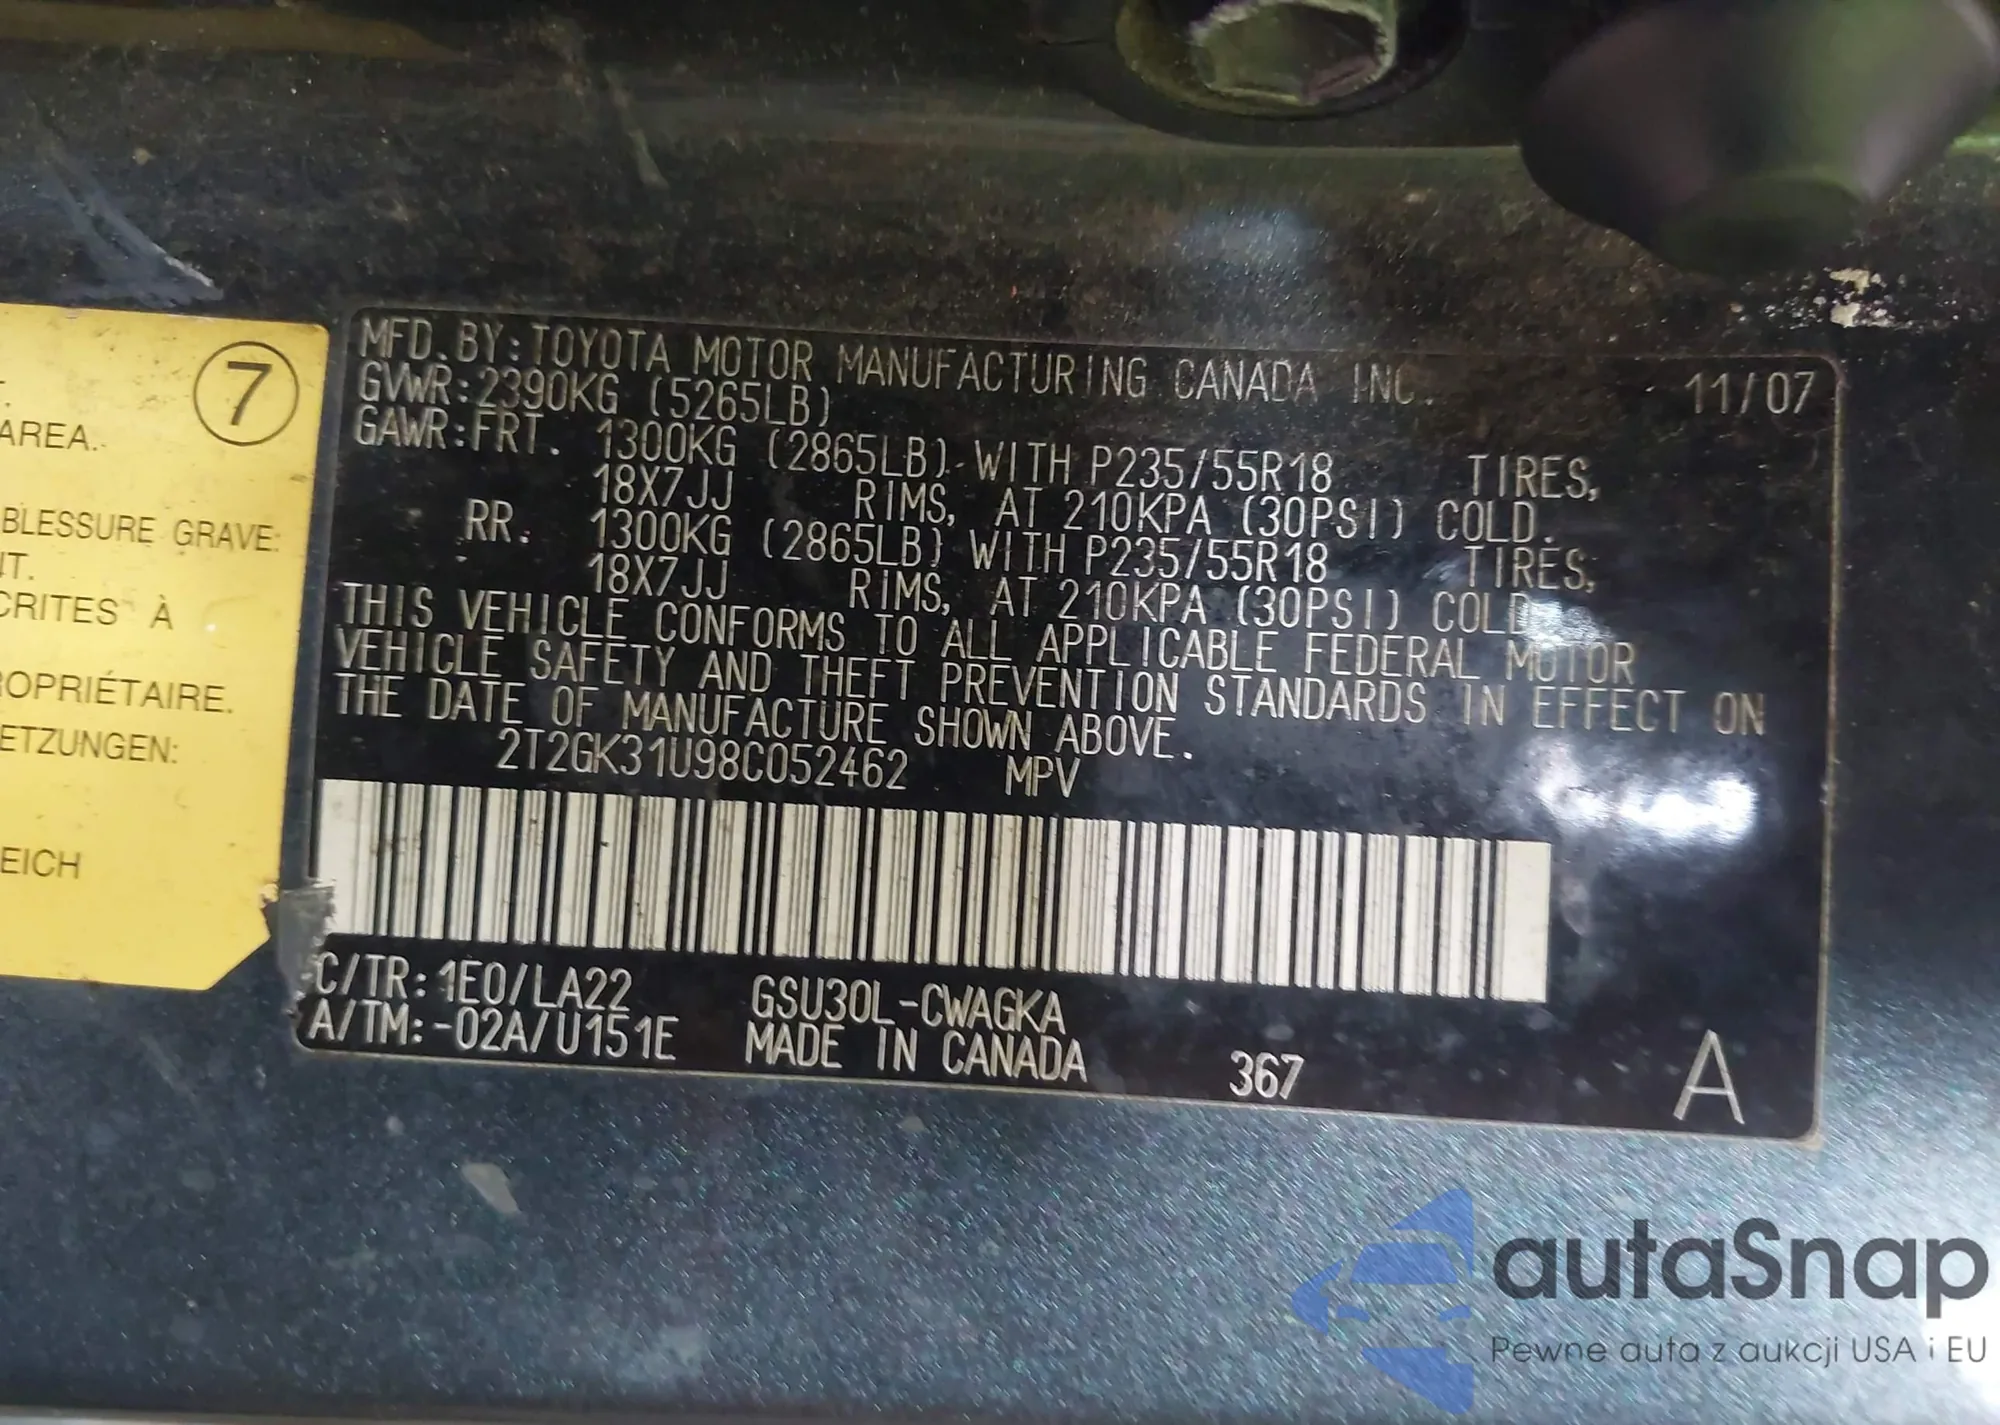 MFD.BY:TOYOTA MOTOR MANUFACTURING CANADA INC. 11/07
GVWR:2390KG (5265LB)
GAWR:FRT. 1300KG (2865LB) WITH P235/55R18 TIRES,
18X7JJ RIMS, AT 210KPA (30PSI) COLD.
RR. 1300KG (2865LB) WITH P235/55R18 TIRES,
18X7JJ RIMS, AT 210KPA (30PSI) COLD.
THIS VEHICLE CONFORMS TO ALL APPLICABLE FEDERAL MOTOR
VEHICLE SAFETY AND THEFT PREVENTION STANDARDS IN EFFECT ON
THE DATE OF MANUFACTURE SHOWN ABOVE.
2T2GK31U98C052462 MPV
C/TR:1E0/LA22 GSU30L-CWAGKA
A/TM:-02A/U151E MADE IN CANADA 367 A
7
AREA.
BLESSURE GRAVE:
NT.
CRITES À
ROPRIÉTAIRE.
ETZUNGEN:
EICH
autaSnap
Pewne auta z aukcji USA i EU